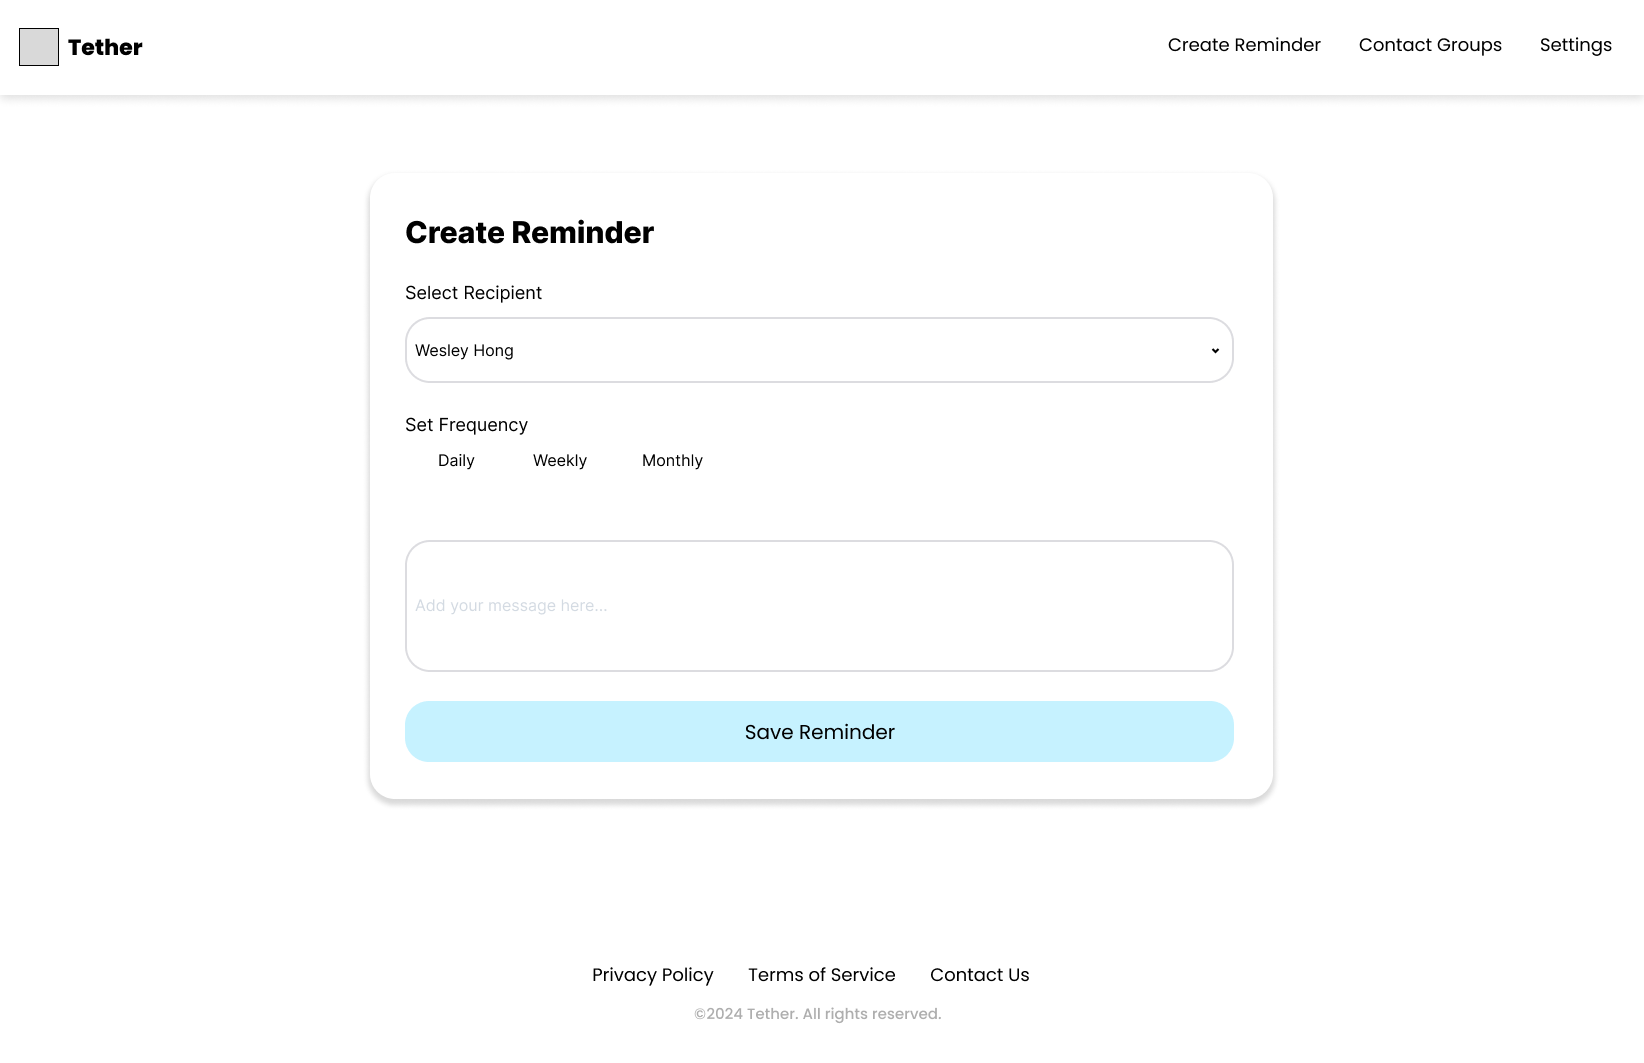 Tether
Create Reminder Contact Groups Settings
Create Reminder
Select Recipient
Wesley Hong
Set Frequency
Daily Weekly Monthly
Add your message here...
Save Reminder
Privacy Policy Terms of Service Contact Us
©2024 Tether. All rights reserved.